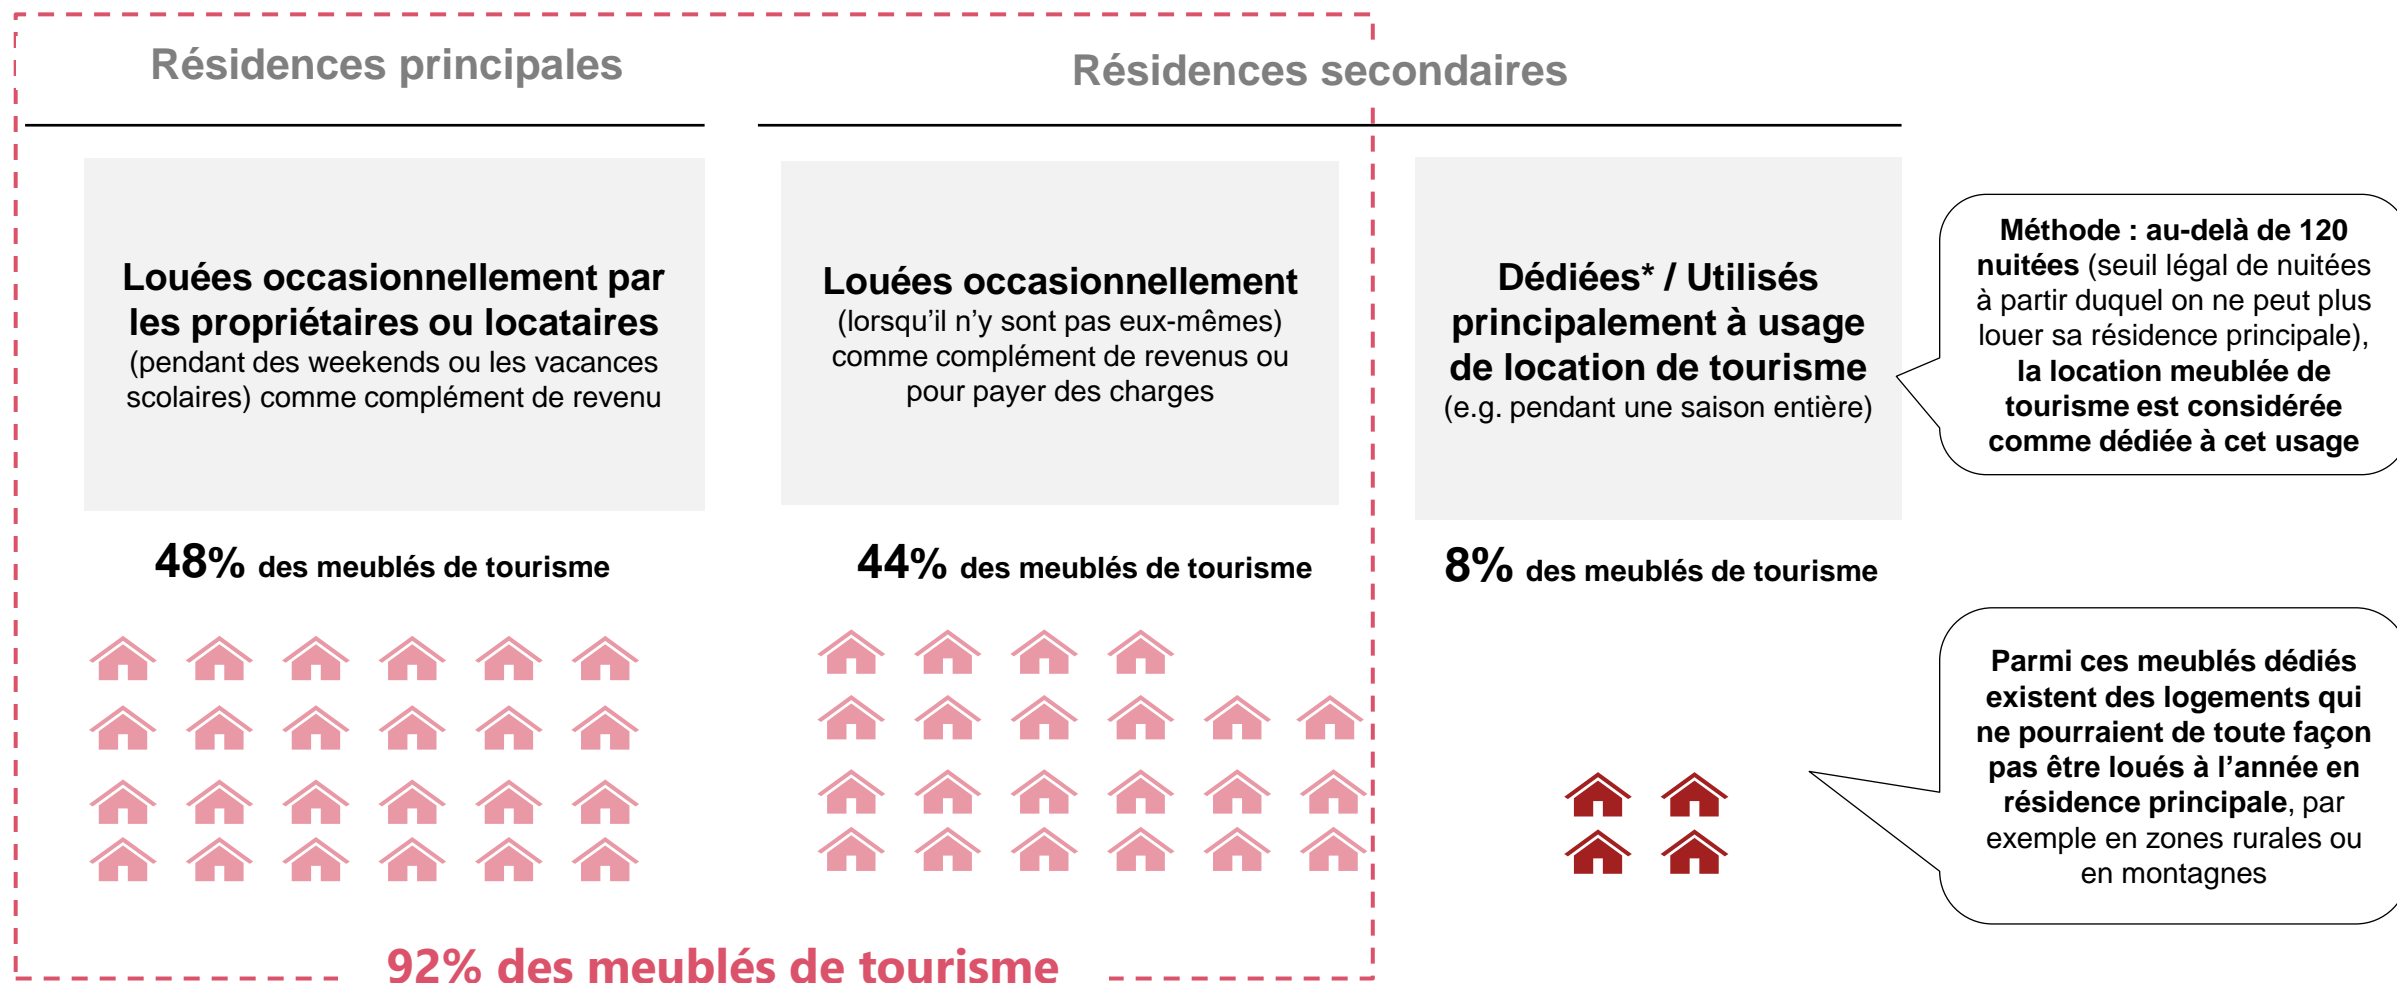 Résidences principales
Résidences secondaires
Louées occasionnellement par
les propriétaires ou locataires
(pendant des weekends ou les vacances
scolaires) comme complément de revenu
Louées occasionnellement
(lorsqu'il n'y sont pas eux-mêmes)
comme complément de revenus ou
pour payer des charges
Dédiées* / Utilisés
principalement à usage
de location de tourisme
(e.g. pendant une saison entière)
Méthode : au-delà de 120
nuitées (seuil légal de nuitées
à partir duquel on ne peut plus
louer sa résidence principale),
la location meublée de
tourisme est considérée
comme dédiée à cet usage
48% des meublés de tourisme
44% des meublés de tourisme
8% des meublés de tourisme
Parmi ces meublés dédiés
existent des logements qui
ne pourraient de toute façon
pas être loués à l’année en
résidence principale, par
exemple en zones rurales ou
en montagnes
92% des meublés de tourisme